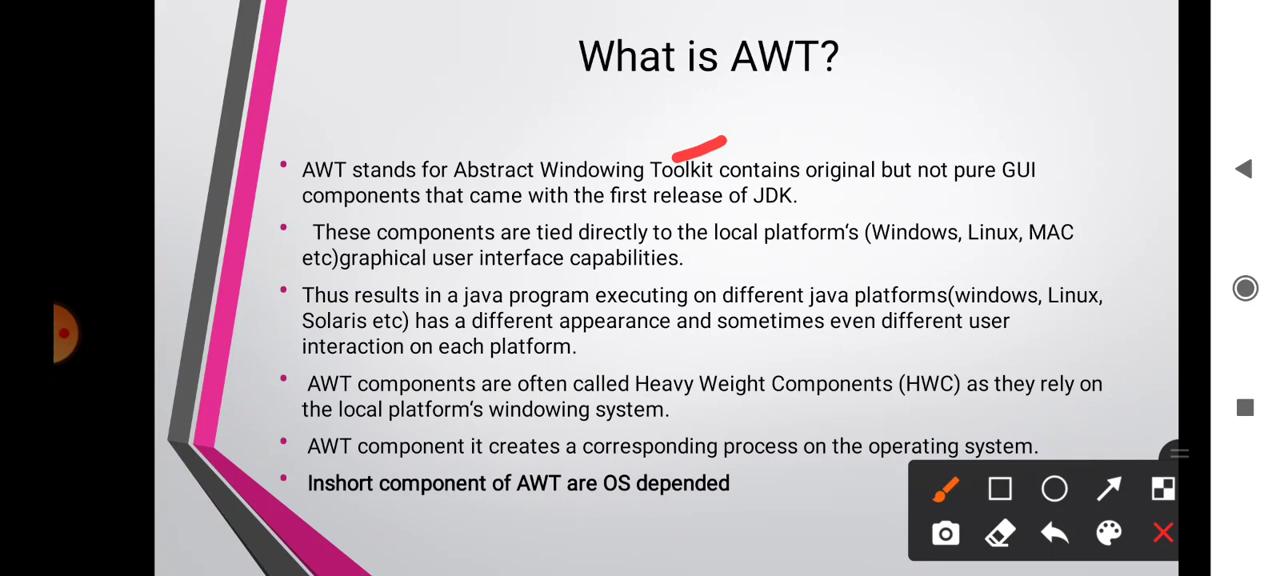 What is AWT?
AWT stands for Abstract Windowing Toolkit contains original but not pure GUI
components that came with the first release of JDK.
These components are tied directly to the local platform‘s (Windows, Linux, MAC
etc)graphical user interface capabilities.
Thus results in a java program executing on different java platforms(windows, Linux,
Solaris etc) has a different appearance and sometimes even different user
interaction on each platform.
AWT components are often called Heavy Weight Components (HWC) as they rely on
the local platform‘s windowing system.
AWT component it creates a corresponding process on the operating system.
Inshort component of AWT are OS depended